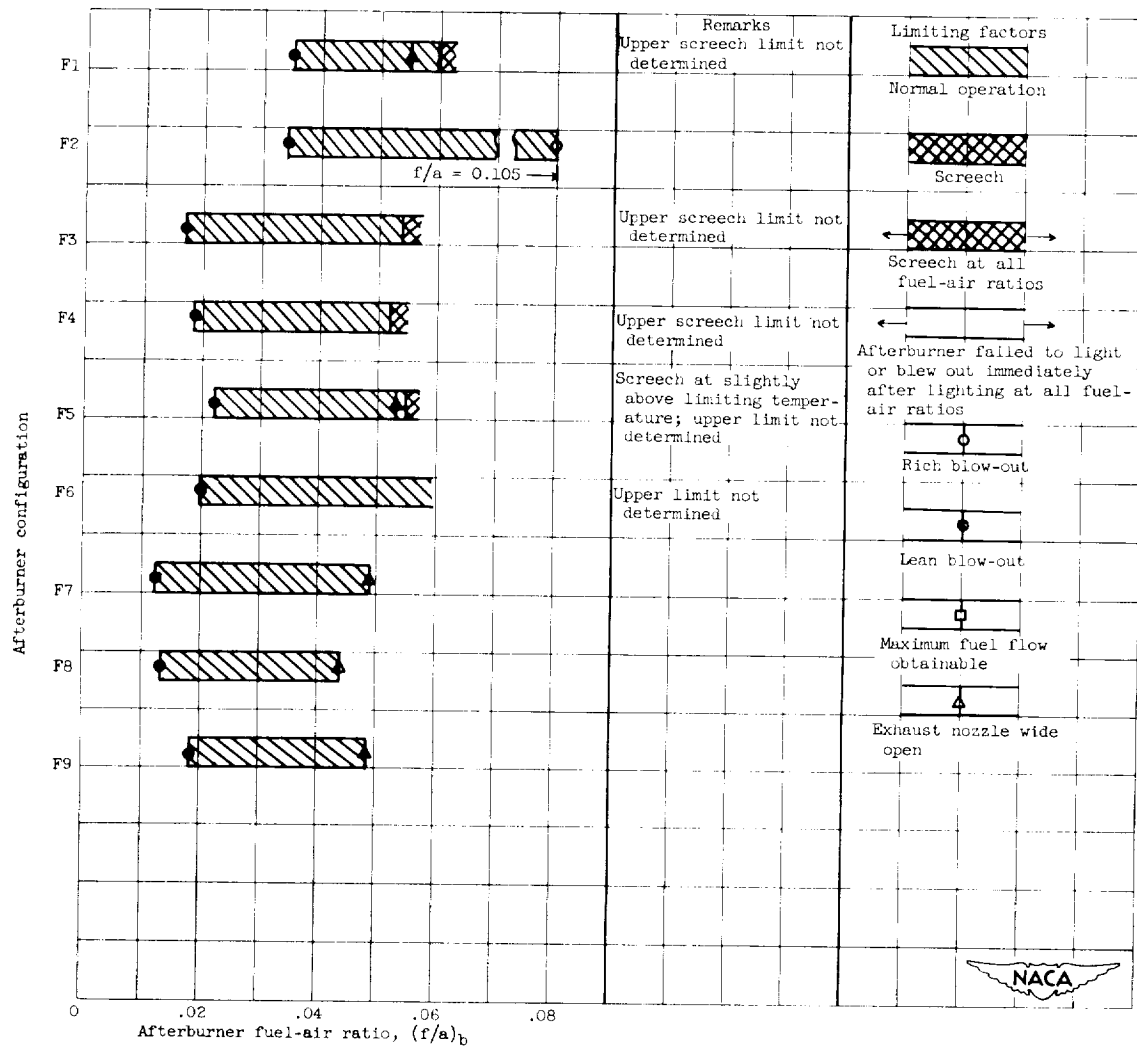 Remarks
Limiting factors
F1
Upper screech limit not
determined
Normal operation
F2
f/a = 0.105
Screech
F3
Upper screech limit not
determined
Screech at all
fuel-air ratios
F4
Upper screech limit not
determined
Afterburner failed to light
or blew out immediately
after lighting at all fuel-
air ratios
F5
Screech at slightly
above limiting temper-
ature; upper limit not
determined
Rich blow-out
F6
Upper limit not
determined
Lean blow-out
F7
F8
Maximum fuel flow
obtainable
F9
Exhaust nozzle wide
open
Afterburner configuration
NACA
0 .02 .04 .06 .08
Afterburner fuel-air ratio, (f/a)b